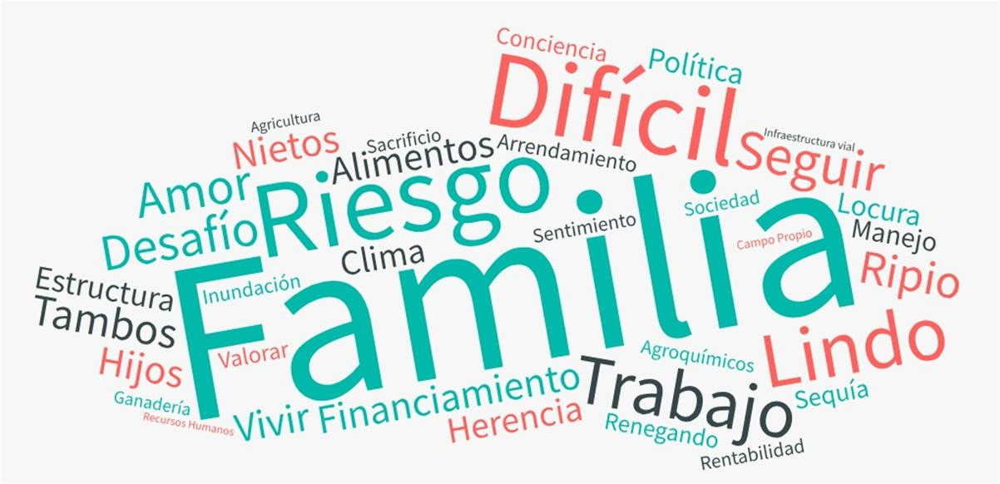 Conciencia
Política
Difícil
Agricultura
Nietos
Sacrificio
Alimentos
Arrendamiento
Infraestructura vial
Seguir
Amor
Riesgo
Desafío
Sentimiento
Sociedad
Locura
Manejo
Campo Propio
Clima
Familia
Inundación
Estructura
Tambos
Ripio
Hijos
Valorar
Lindo
Agroquímicos
Ganadería
Recursos Humanos
Vivir
Financiamiento
Trabajo
Sequía
Herencia
Renegando
Rentabilidad